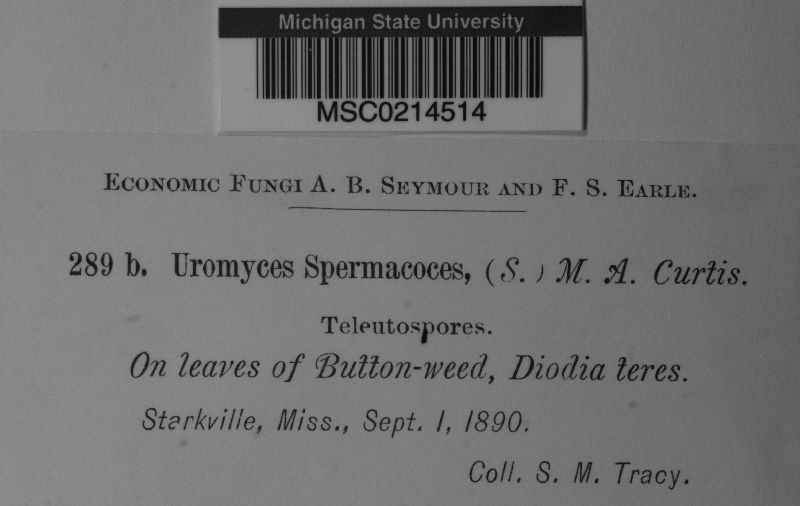 Michigan State University
MSC0214514
Economic Fungi A. B. Seymour and F. S. Earle.
289 b. Uromyces Spermacoces, (S.) M. A. Curtis.
Teleutospores.
On leaves of Button-weed, Diodia teres.
Starkville, Miss., Sept. 1, 1890.
Coll. S. M. Tracy.